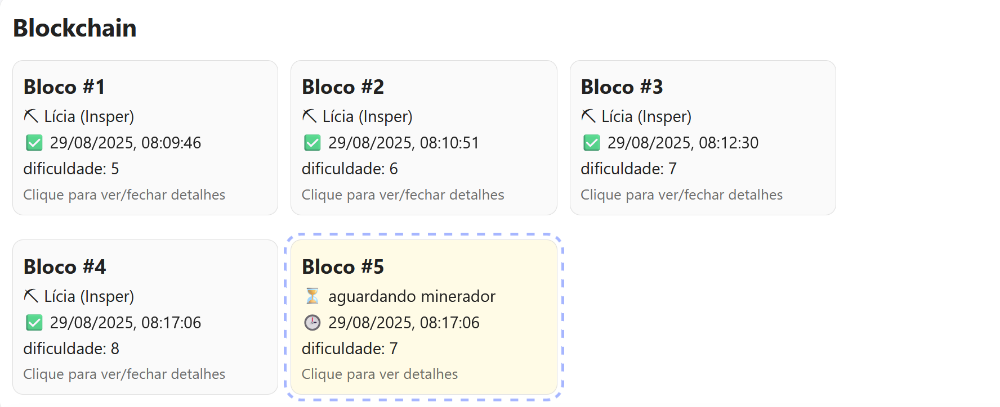 Blockchain
Bloco #1
Lícia (Insper)
29/08/2025, 08:09:46
dificuldade: 5
Clique para ver/fechar detalhes
Bloco #2
Lícia (Insper)
29/08/2025, 08:10:51
dificuldade: 6
Clique para ver/fechar detalhes
Bloco #3
Lícia (Insper)
29/08/2025, 08:12:30
dificuldade: 7
Clique para ver/fechar detalhes
Bloco #4
Lícia (Insper)
29/08/2025, 08:17:06
dificuldade: 8
Clique para ver/fechar detalhes
Bloco #5
aguardando minerador
29/08/2025, 08:17:06
dificuldade: 7
Clique para ver detalhes